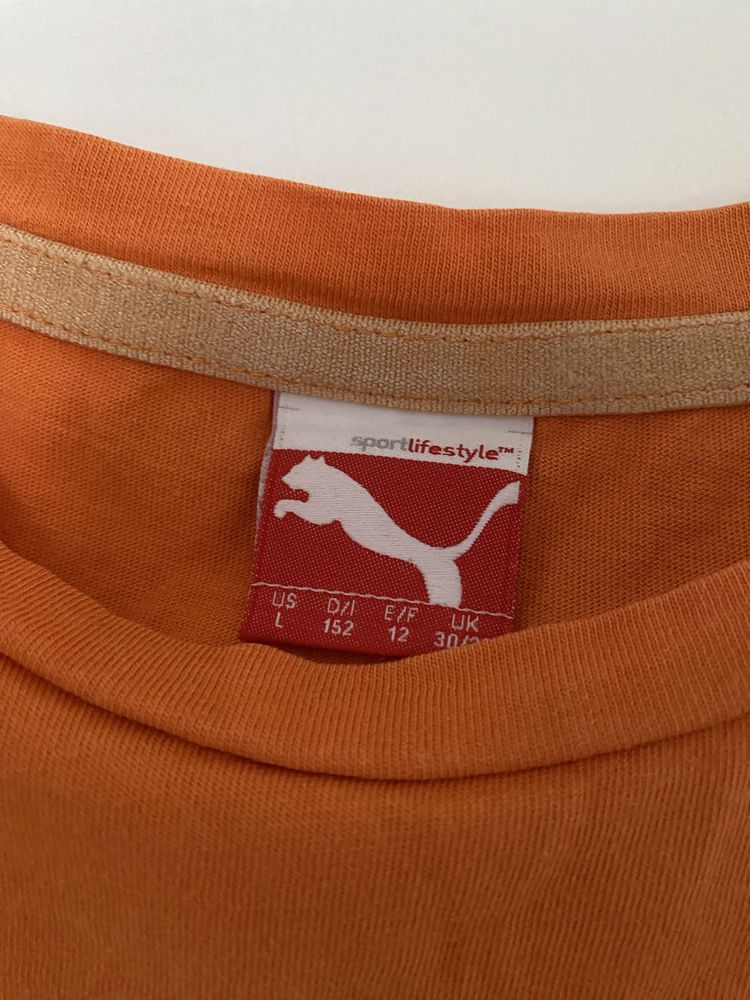 sportlifestyle™
US D/I E/F UK
L 152 12